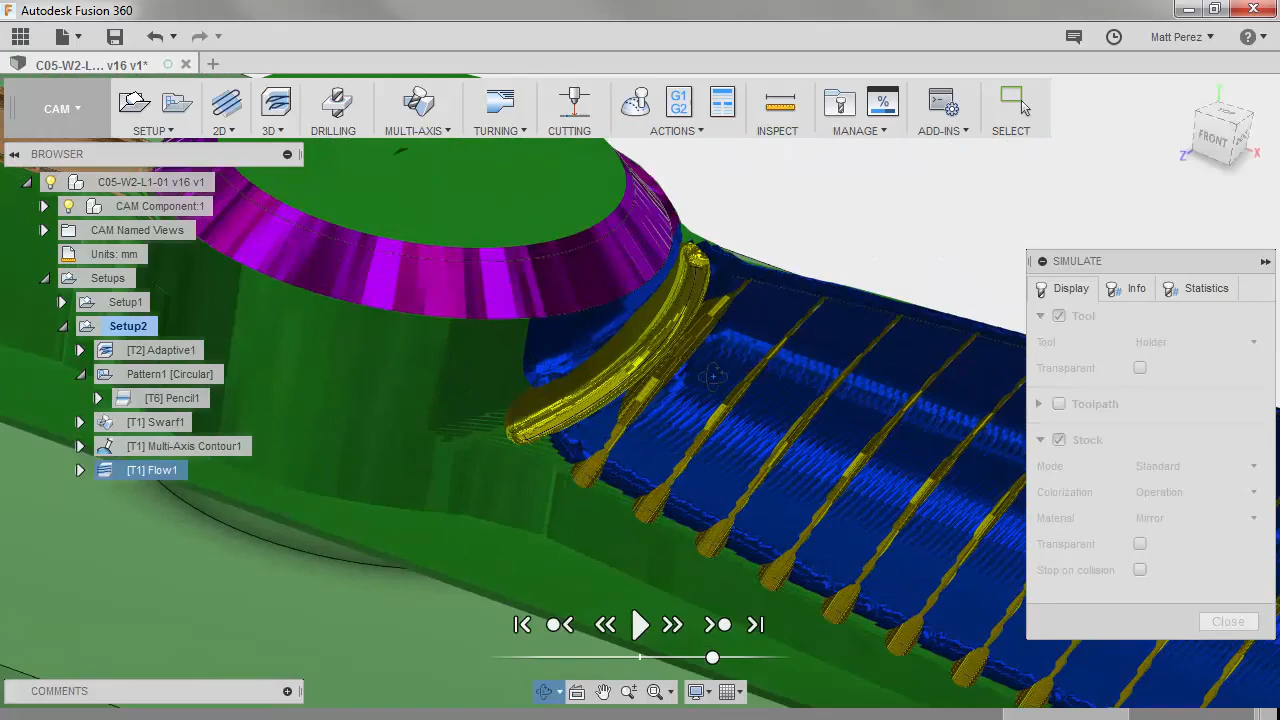 Autodesk Fusion 360
Matt Perez
C05-W2-L... v16 v1*
CAM
G1
G2
%
SETUP
2D
3D
DRILLING
MULTI-AXIS
TURNING
CUTTING
ACTIONS
INSPECT
MANAGE
ADD-INS
SELECT
FRONT
Y
Z
X
BROWSER
C05-W2-L1-01 v16 v1
CAM Component:1
CAM Named Views
Units: mm
Setups
Setup1
Setup2
[T2] Adaptive1
Pattern1 [Circular]
[T6] Pencil1
[T1] Swarf1
[T1] Multi-Axis Contour1
[T1] Flow1
SIMULATE
Display
Info
Statistics
Tool
Tool Holder
Transparent
Toolpath
Stock
Mode Standard
Colorization Operation
Material Mirror
Transparent
Stop on collision
Close
COMMENTS